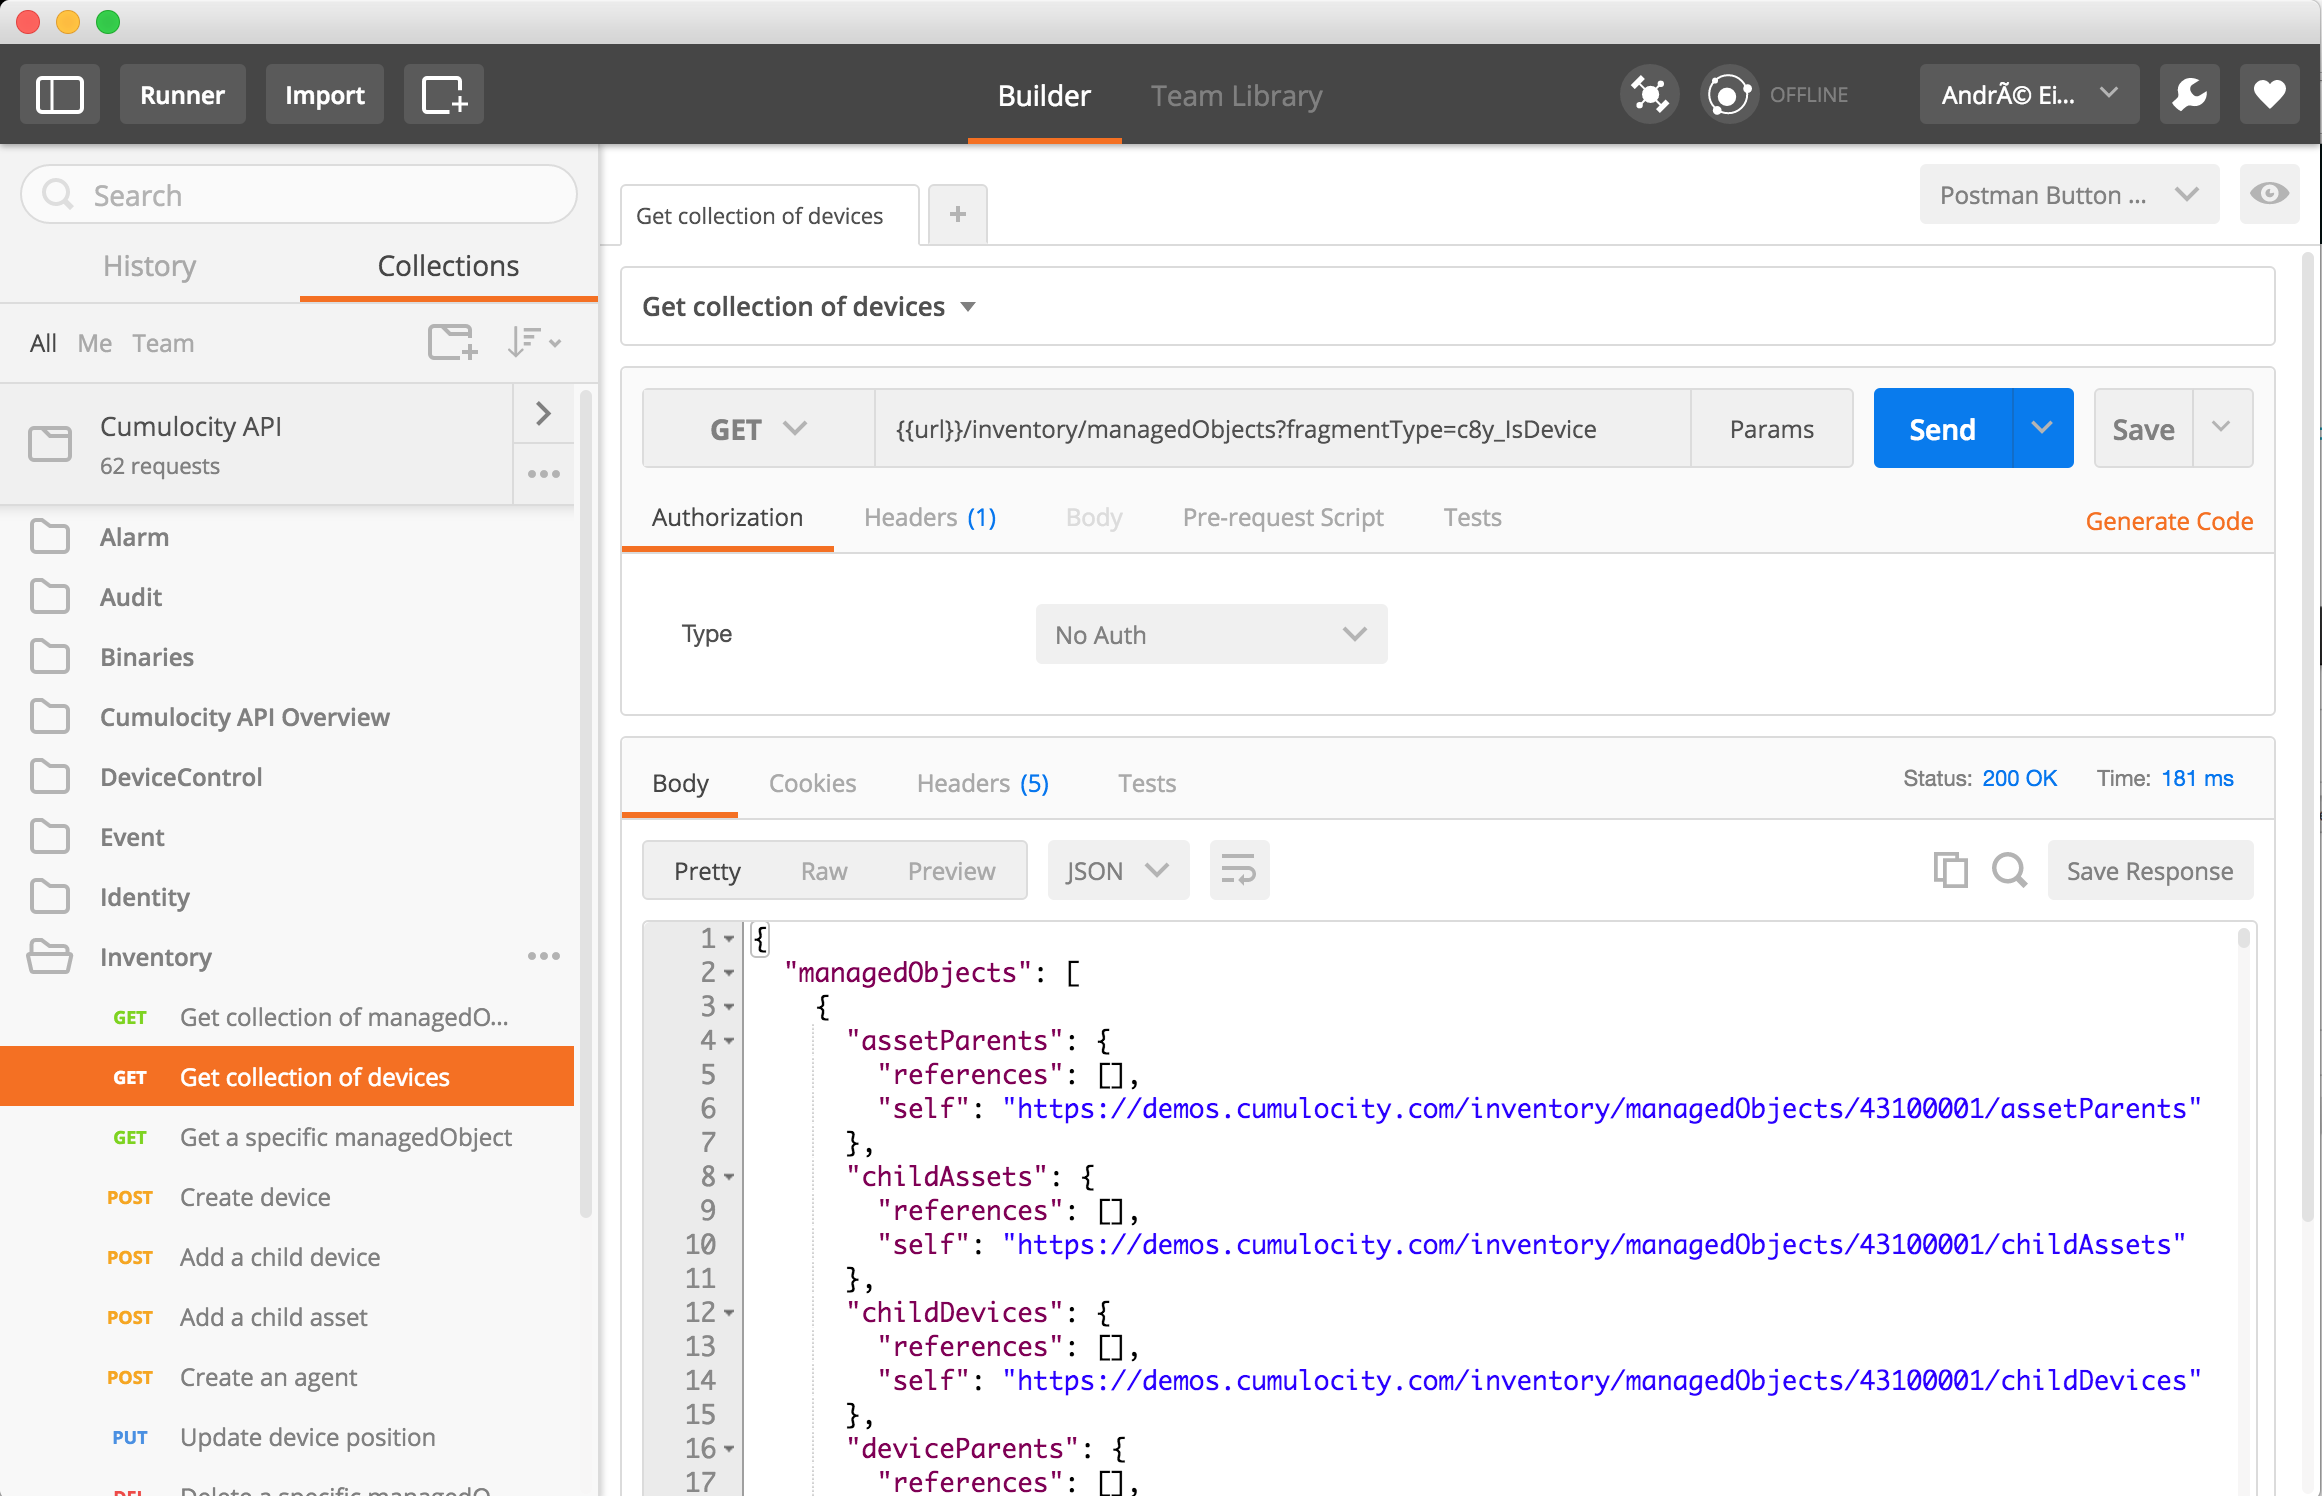 Runner Import Builder Team Library OFFLINE AndrÃ© Ei...
Search
History Collections
All Me Team
Cumulocity API
62 requests
Alarm
Audit
Binaries
Cumulocity API Overview
DeviceControl
Event
Identity
Inventory
GET Get collection of managedO...
GET Get collection of devices
GET Get a specific managedObject
POST Create device
POST Add a child device
POST Add a child asset
POST Create an agent
PUT Update device position
DEL Delete a specific managedO
Get collection of devices + Postman Button ...
Get collection of devices
GET {{url}}/inventory/managedObjects?fragmentType=c8y_IsDevice Params Send Save
Authorization Headers (1) Body Pre-request Script Tests Generate Code
Type No Auth
Body Cookies Headers (5) Tests Status: 200 OK Time: 181 ms
Pretty Raw Preview JSON Save Response
1 {
2 "managedObjects": [
3 {
4 "assetParents": {
5 "references": [],
6 "self": "https://demos.cumulocity.com/inventory/managedObjects/43100001/assetParents"
7 },
8 "childAssets": {
9 "references": [],
10 "self": "https://demos.cumulocity.com/inventory/managedObjects/43100001/childAssets"
11 },
12 "childDevices": {
13 "references": [],
14 "self": "https://demos.cumulocity.com/inventory/managedObjects/43100001/childDevices"
15 },
16 "deviceParents": {
17 "references": [],